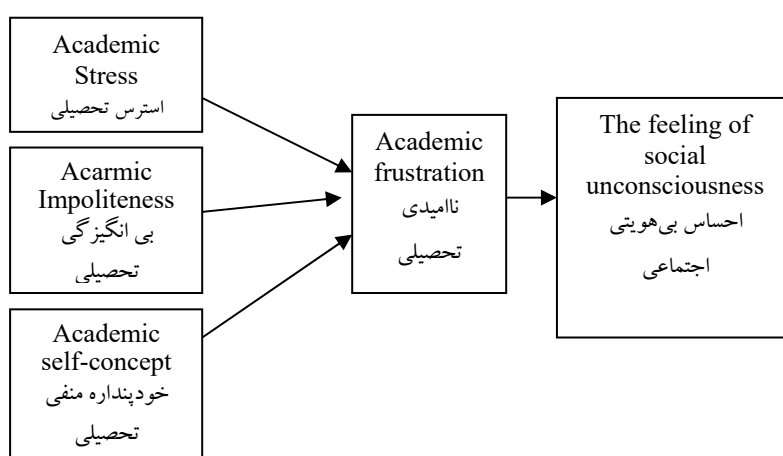 Academic
Stress
استرس تحصیلی
Acarmic
Impoliteness
بی انگیزگی
تحصیلی
Academic
self-concept
خودپنداره منفی
تحصیلی
Academic
frustration
ناامیدی
تحصیلی
The feeling of
social
unconsciousness
احساس بی‌هویتی
اجتماعی